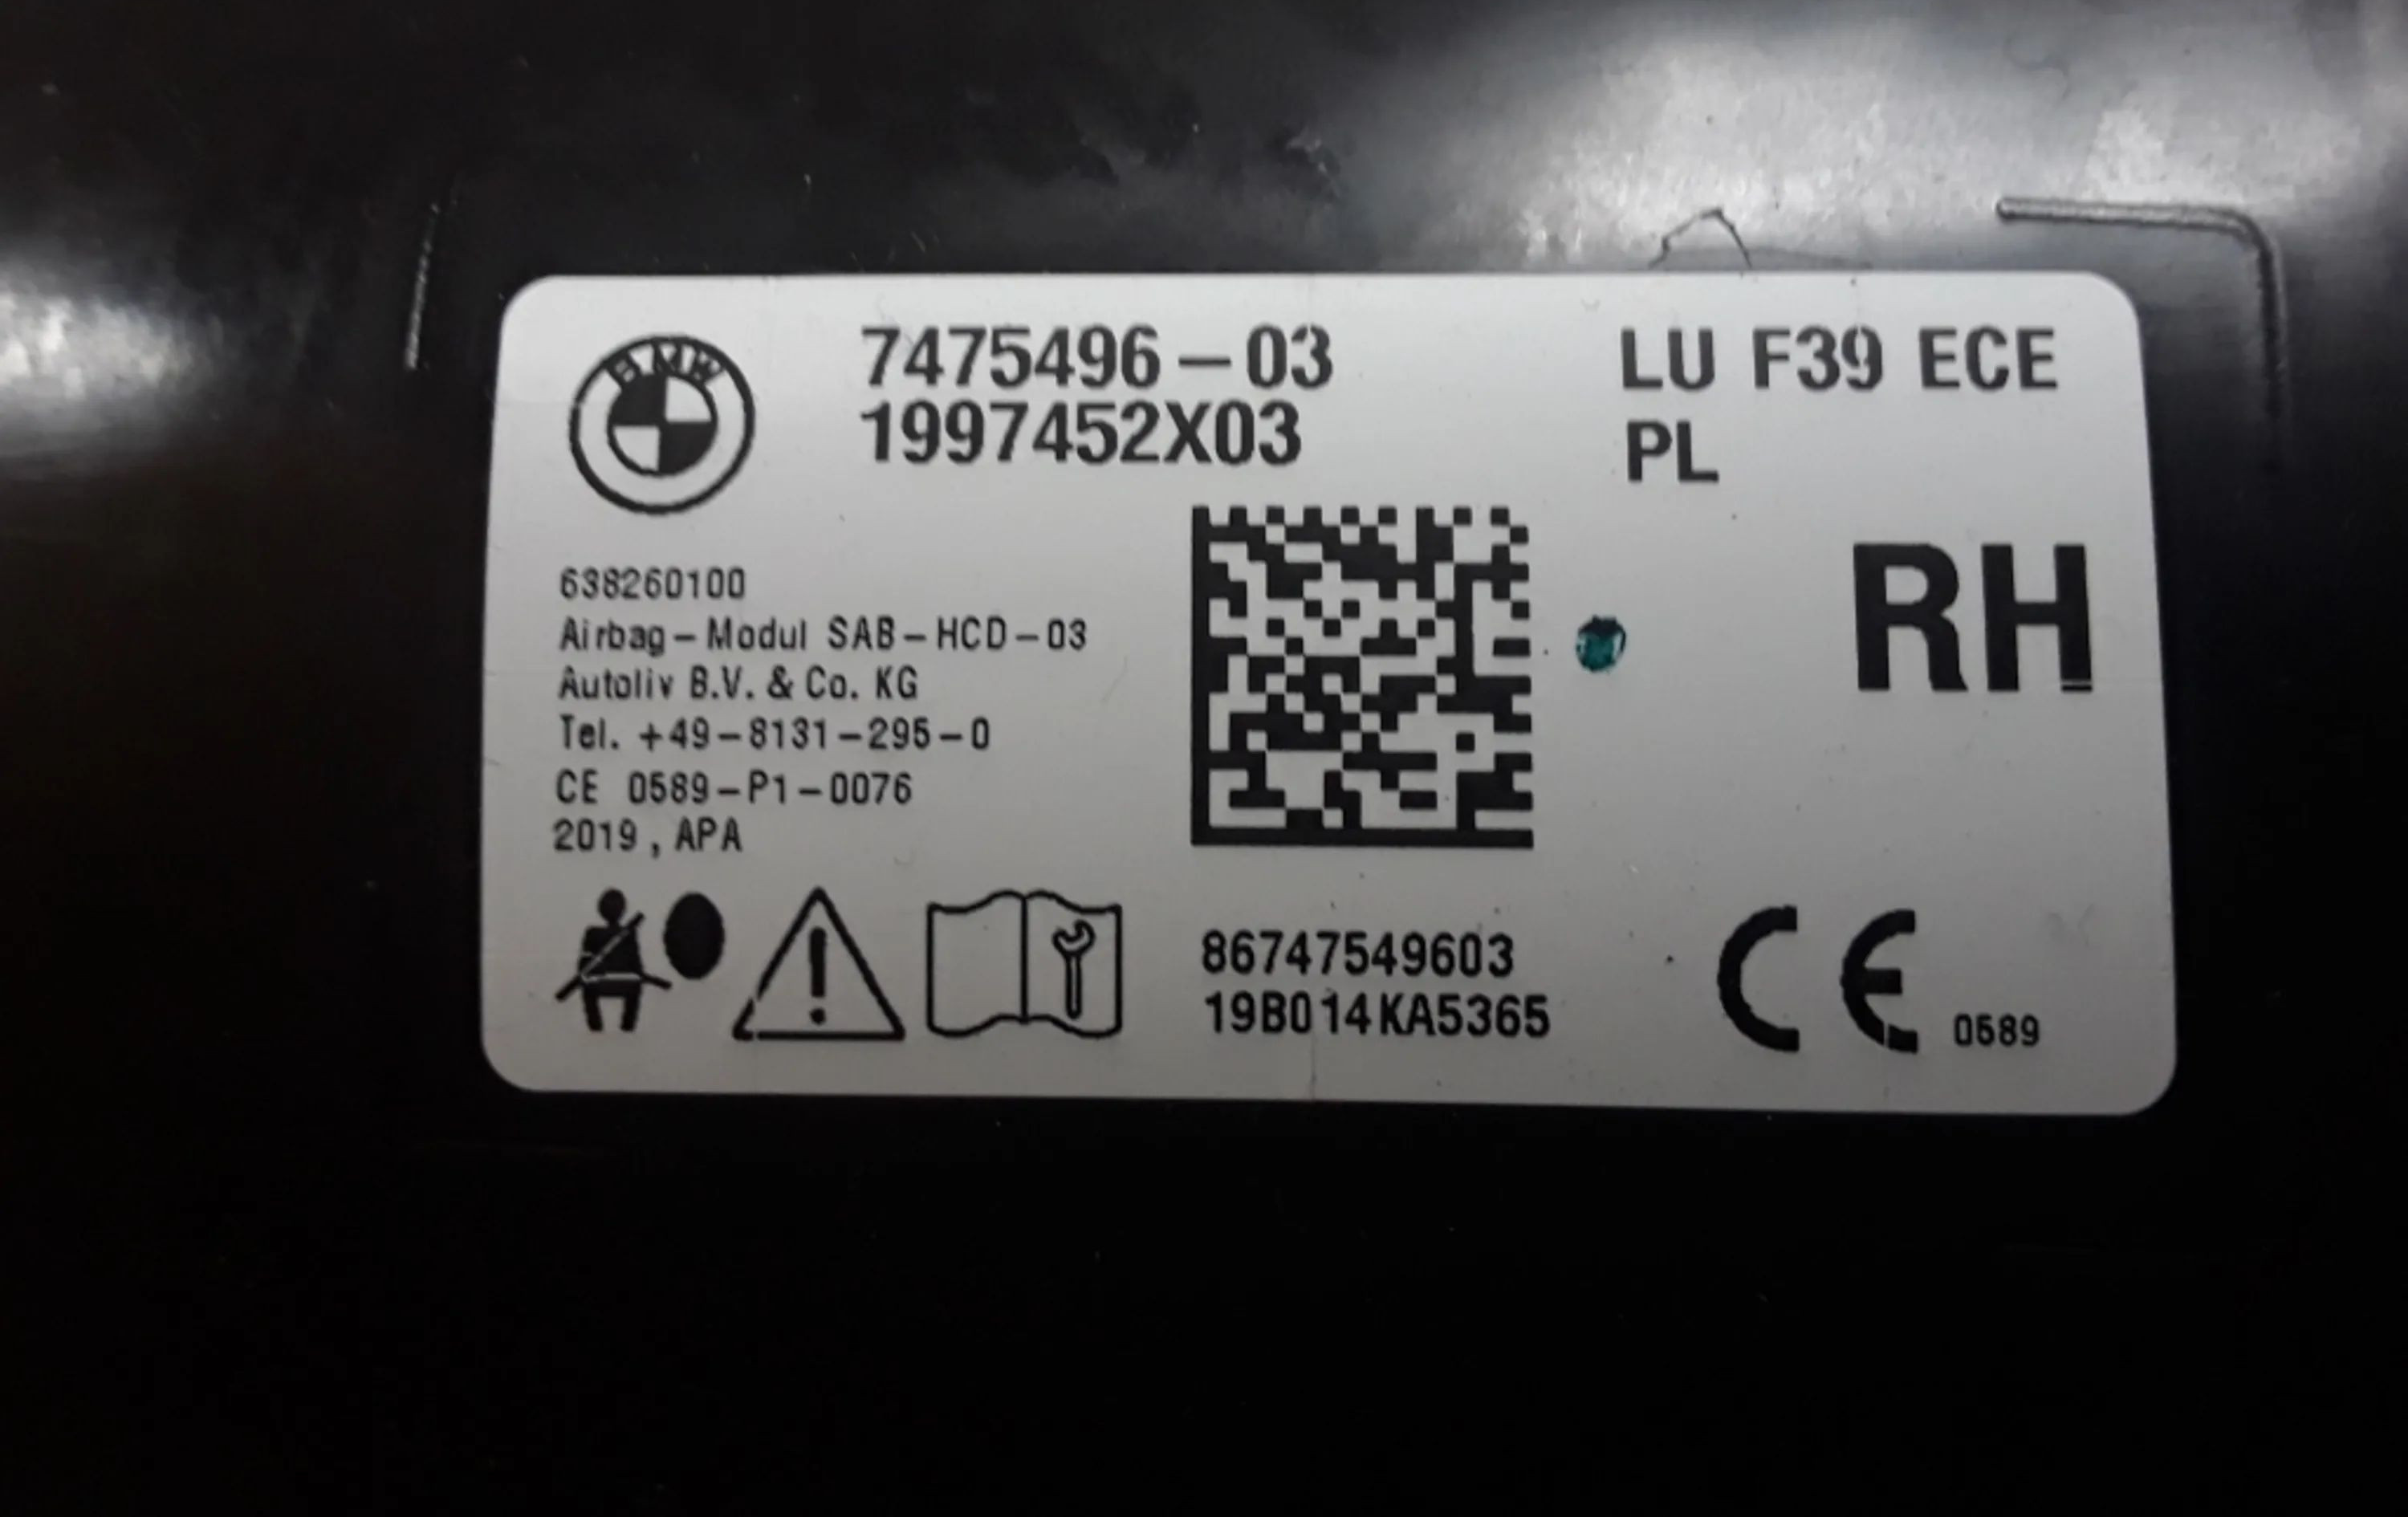 BMW
7475496-03
1997452X03
LU F39 ECE
PL
RH
638260100
Airbag-Modul SAB-HCD-03
Autoliv B.V. & Co. KG
Tel. +49-8131-295-0
CE 0589-P1-0076
2019, APA
86747549603
19B014KA5365
CE 0589